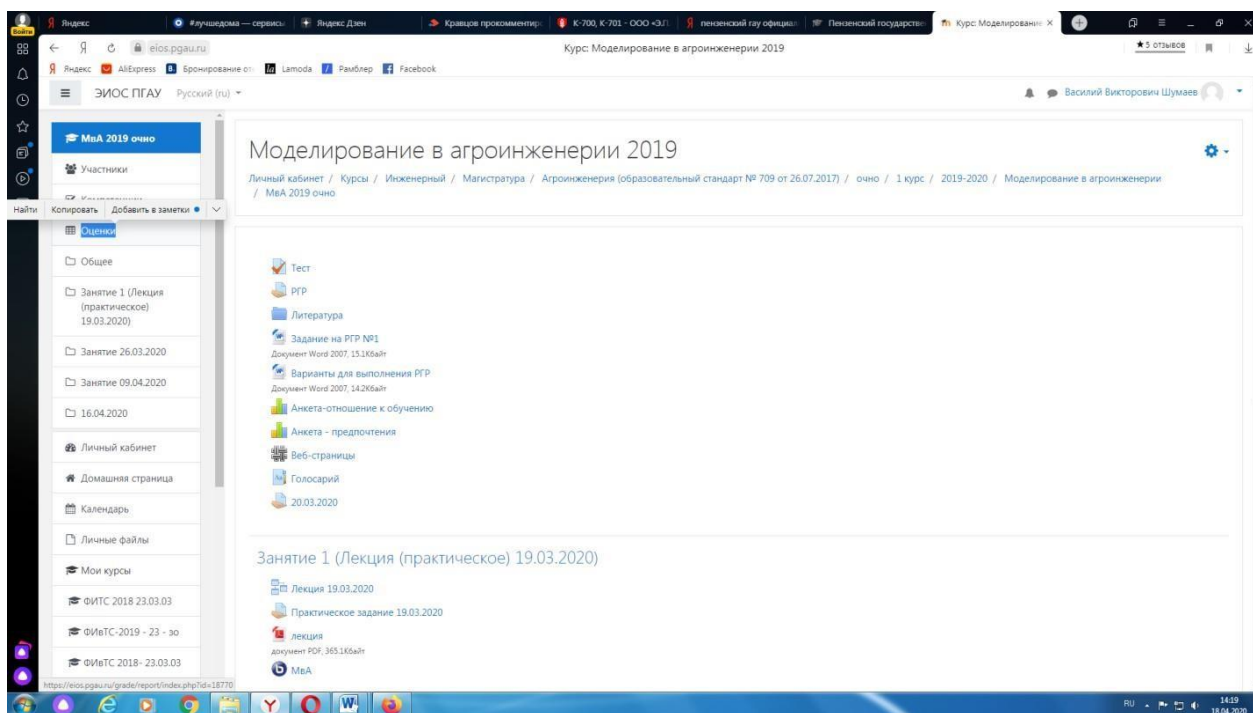 Войти
Яндекс
#лучшедома — сервисы
Яндекс Дзен
Кравцов прокомментир
К-700, К-701 - ООО «Э.Л
пензенский гау официал
Пензенский государстве
Курс: Моделирование
eios.pgau.ru
Курс: Моделирование в агроинженерии 2019
★5 отзывов
Яндекс
AliExpress
Бронирование от
Lamoda
Рамблер
Facebook
ЭИОС ПГАУ
Русский (ru)
Василий Викторович Шумаев
МвА 2019 очно
Участники
Найти
Копировать
Добавить в заметки
Оценки
Общее
Занятие 1 (Лекция
(практическое)
19.03.2020)
Занятие 26.03.2020
Занятие 09.04.2020
16.04.2020
Личный кабинет
Домашняя страница
Календарь
Личные файлы
Мои курсы
ФИТС 2018 23.03.03
ФИвТС-2019 - 23 - зо
ФИвТС 2018- 23.03.03
https://eios.pgau.ru/grade/report/index.php?id=18770
Моделирование в агроинженерии 2019
Личный кабинет / Курсы / Инженерный / Магистратура / Агроинженерия (образовательный стандарт № 709 от 26.07.2017) / очно / 1 курс / 2019-2020 / Моделирование в агроинженерии
/ МвА 2019 очно
Тест
РГР
Литература
Задание на РГР №1
Документ Word 2007, 15.1Кбайт
Варианты для выполнения РГР
Документ Word 2007, 14.2Кбайт
Анкета-отношение к обучению
Анкета - предпочтения
Веб-страницы
Голосарий
20.03.2020
Занятие 1 (Лекция (практическое) 19.03.2020)
Лекция 19.03.2020
Практическое задание 19.03.2020
лекция
документ PDF, 365.1Кбайт
МвА
RU
14:19
18.04.2020